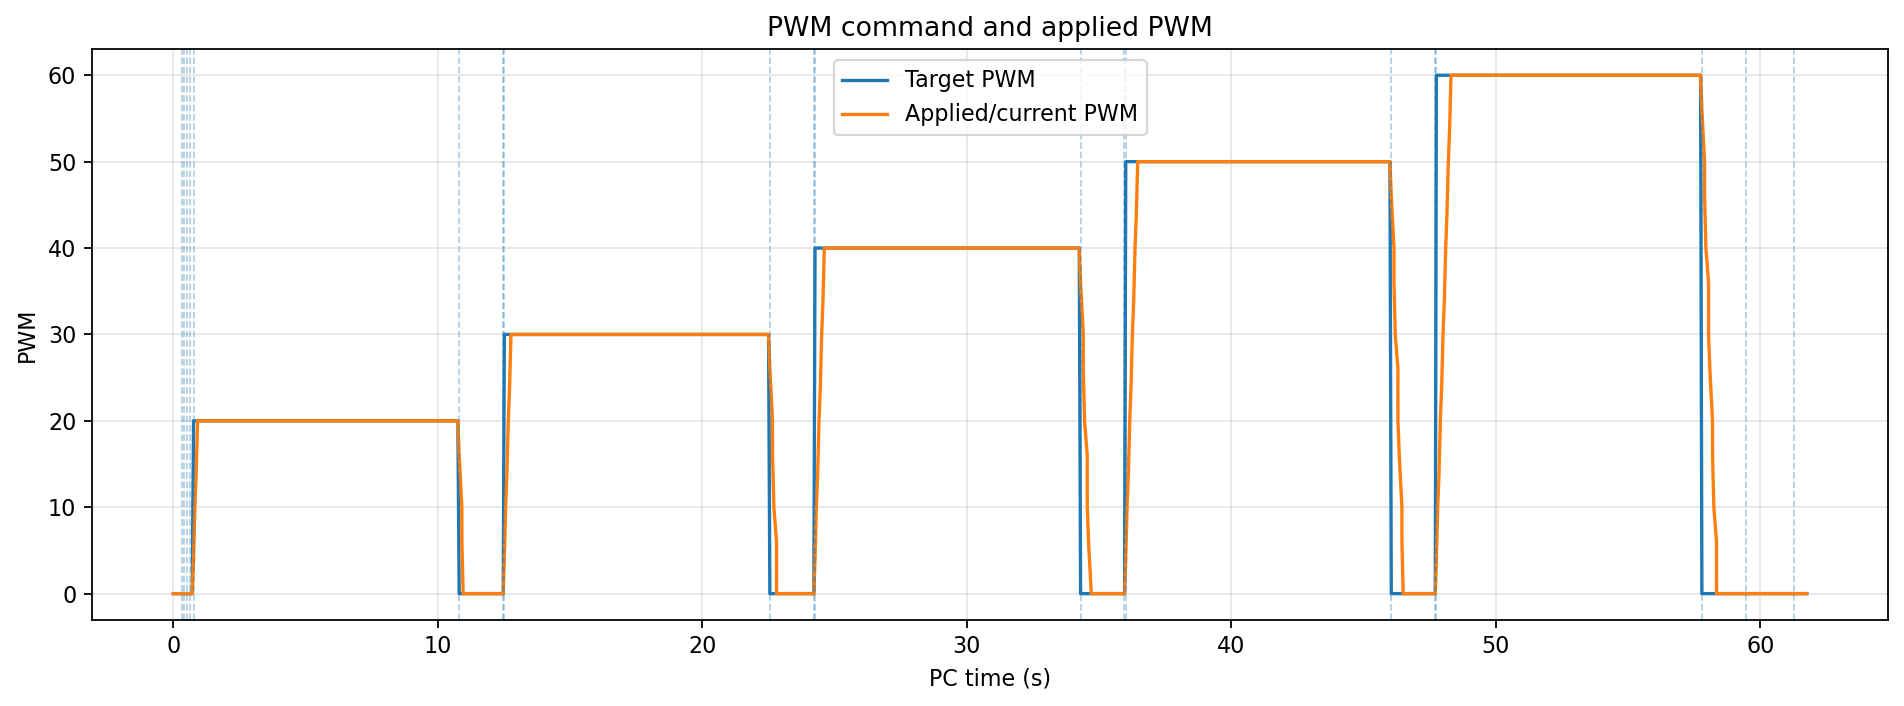 PWM command and applied PWM
Target PWM
Applied/current PWM
PWM
60
50
40
30
20
10
0
0 10 20 30 40 50 60
PC time (s)